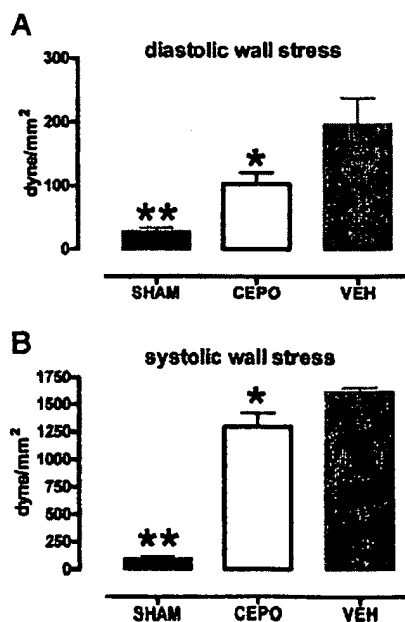 A
diastolic wall stress
300
200
100
0
dyne/mm²
**
*
SHAM CEPO VEH
B
systolic wall stress
1750
1500
1250
1000
750
500
250
0
dyne/mm²
**
*
SHAM CEPO VEH